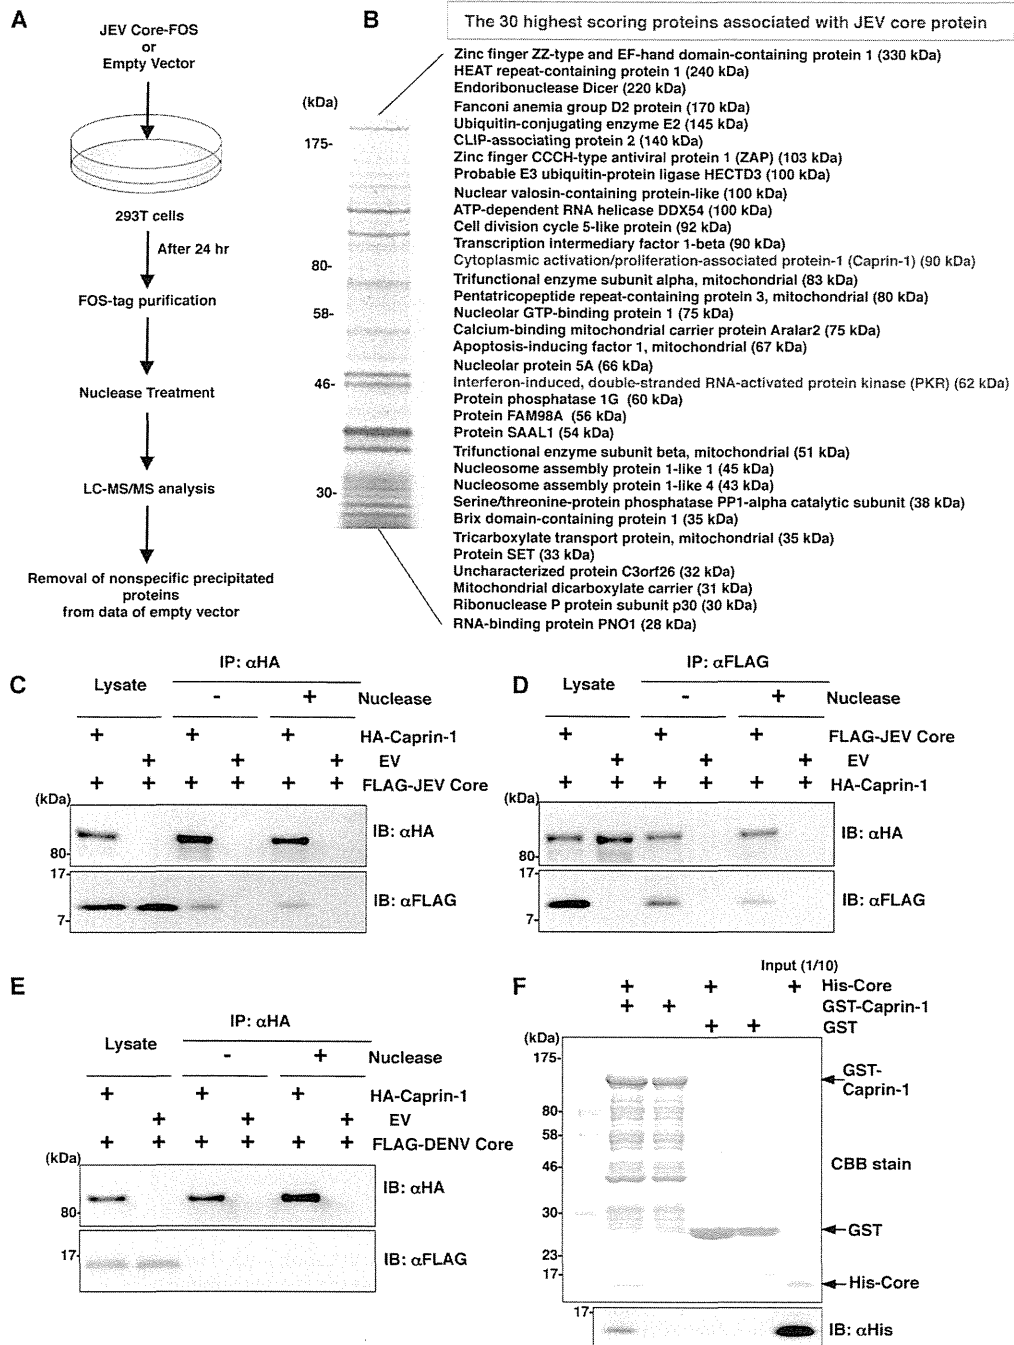 A
JEV Core-FOS
or
Empty Vector
293T cells
After 24 hr
FOS-tag purification
Nuclease Treatment
LC-MS/MS analysis
Removal of nonspecific precipitated
proteins
from data of empty vector
B
The 30 highest scoring proteins associated with JEV core protein
(kDa)
175-
80-
58-
46-
30-
Zinc finger ZZ-type and EF-hand domain-containing protein 1 (330 kDa)
HEAT repeat-containing protein 1 (240 kDa)
Endoribonuclease Dicer (220 kDa)
Fanconi anemia group D2 protein (170 kDa)
Ubiquitin-conjugating enzyme E2 (145 kDa)
CLIP-associating protein 2 (140 kDa)
Zinc finger CCCH-type antiviral protein 1 (ZAP) (103 kDa)
Probable E3 ubiquitin-protein ligase HECTD3 (100 kDa)
Nuclear valosin-containing protein-like (100 kDa)
ATP-dependent RNA helicase DDX54 (100 kDa)
Cell division cycle 5-like protein (92 kDa)
Transcription intermediary factor 1-beta (90 kDa)
Cytoplasmic activation/proliferation-associated protein-1 (Caprin-1) (90 kDa)
Trifunctional enzyme subunit alpha, mitochondrial (83 kDa)
Pentatricopeptide repeat-containing protein 3, mitochondrial (80 kDa)
Nucleolar GTP-binding protein 1 (75 kDa)
Calcium-binding mitochondrial carrier protein Aralar2 (75 kDa)
Apoptosis-inducing factor 1, mitochondrial (67 kDa)
Nucleolar protein 5A (66 kDa)
Interferon-induced, double-stranded RNA-activated protein kinase (PKR) (62 kDa)
Protein phosphatase 1G (60 kDa)
Protein FAM98A (56 kDa)
Protein SAAL1 (54 kDa)
Trifunctional enzyme subunit beta, mitochondrial (51 kDa)
Nucleosome assembly protein 1-like 1 (45 kDa)
Nucleosome assembly protein 1-like 4 (43 kDa)
Serine/threonine-protein phosphatase PP1-alpha catalytic subunit (38 kDa)
Brix domain-containing protein 1 (35 kDa)
Tricarboxylate transport protein, mitochondrial (35 kDa)
Protein SET (33 kDa)
Uncharacterized protein C3orf26 (32 kDa)
Mitochondrial dicarboxylate carrier (31 kDa)
Ribonuclease P protein subunit p30 (30 kDa)
RNA-binding protein PNO1 (28 kDa)
C
IP: αHA
Lysate
- + Nuclease
+ + + HA-Caprin-1
+ + + EV
+ + + + + + FLAG-JEV Core
(kDa)
80-
IB: αHA
17-
7-
IB: αFLAG
D
IP: αFLAG
Lysate
- + Nuclease
+ + + FLAG-JEV Core
+ + + EV
+ + + + + + HA-Caprin-1
(kDa)
80-
IB: αHA
17-
7-
IB: αFLAG
E
IP: αHA
Lysate
- + Nuclease
+ + + HA-Caprin-1
+ + + EV
+ + + + + + FLAG-DENV Core
(kDa)
80-
IB: αHA
17-
IB: αFLAG
F
Input (1/10)
+ + + His-Core
+ + GST-Caprin-1
+ + GST
(kDa)
175-
80-
58-
46-
30-
23-
17-
GST-
Caprin-1
CBB stain
GST
His-Core
17-
IB: αHis